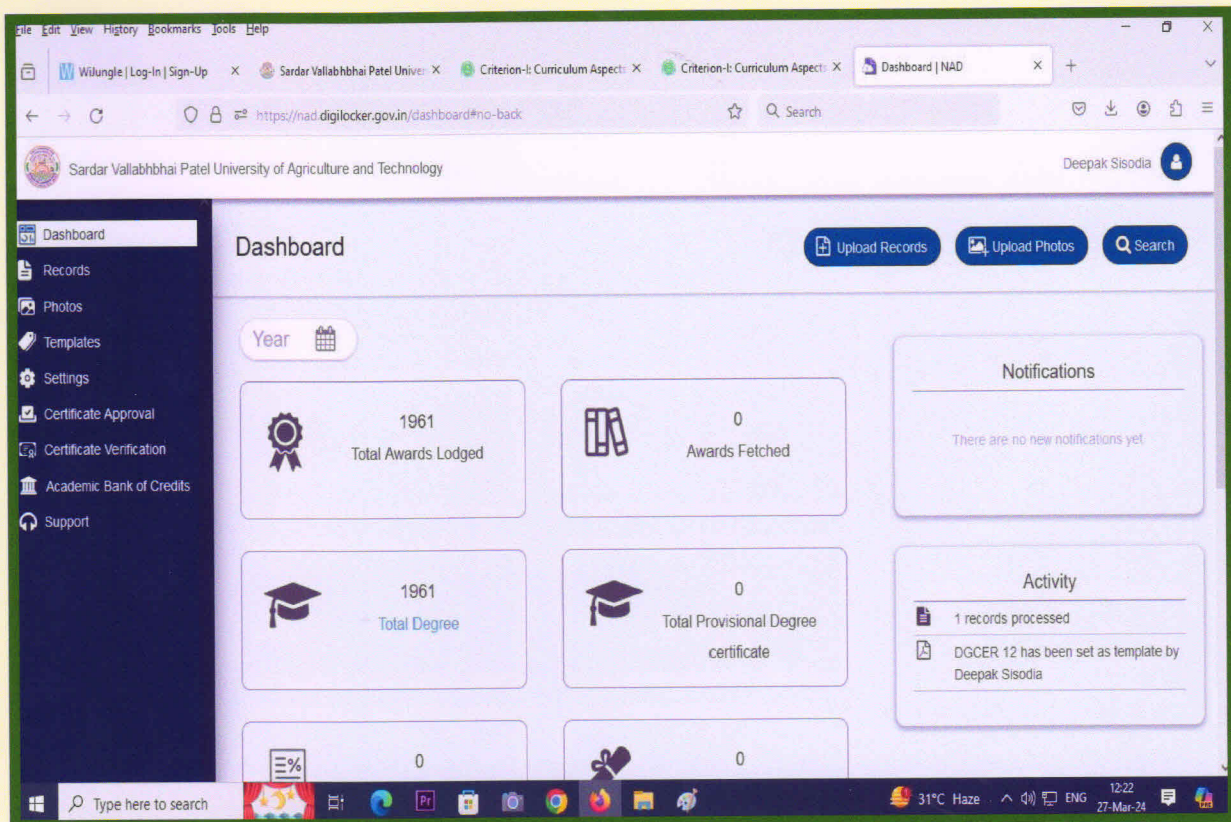 File Edit View History Bookmarks Tools Help
Wilungle | Log-In | Sign-Up
Sardar Vallabhbhai Patel Univer
Criterion-I: Curriculum Aspects
Criterion-I: Curriculum Aspects
Dashboard | NAD
https://nad.digilocker.gov.in/dashboard#no-back
Search
Sardar Vallabhbhai Patel University of Agriculture and Technology
Deepak Sisodia
Dashboard
Records
Photos
Templates
Settings
Certificate Approval
Certificate Verification
Academic Bank of Credits
Support
Dashboard
Upload Records
Upload Photos
Search
Year
1961
Total Awards Lodged
0
Awards Fetched
1961
Total Degree
0
Total Provisional Degree
certificate
0
0
Notifications
There are no new notifications yet
Activity
1 records processed
DGCER 12 has been set as template by
Deepak Sisodia
Type here to search
Pr
31°C Haze
ENG
12:22
27-Mar-24